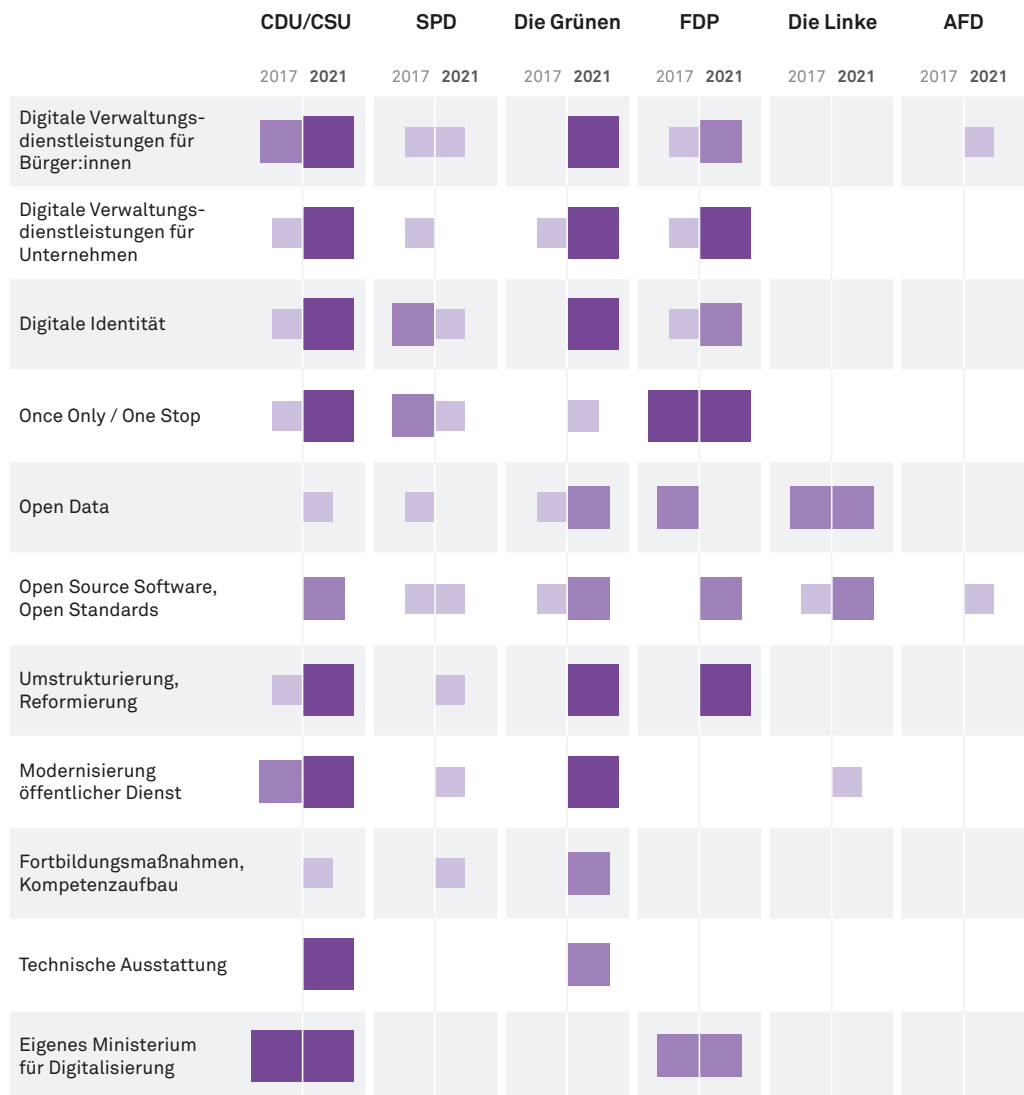 CDU/CSU SPD Die Grünen FDP Die Linke AFD
2017 2021 2017 2021 2017 2021 2017 2021 2017 2021 2017 2021
Digitale Verwaltungs-
dienstleistungen für
Bürger:innen
Digitale Verwaltungs-
dienstleistungen für
Unternehmen
Digitale Identität
Once Only / One Stop
Open Data
Open Source Software,
Open Standards
Umstrukturierung,
Reformierung
Modernisierung
öffentlicher Dienst
Fortbildungsmaßnahmen,
Kompetenzaufbau
Technische Ausstattung
Eigenes Ministerium
für Digitalisierung